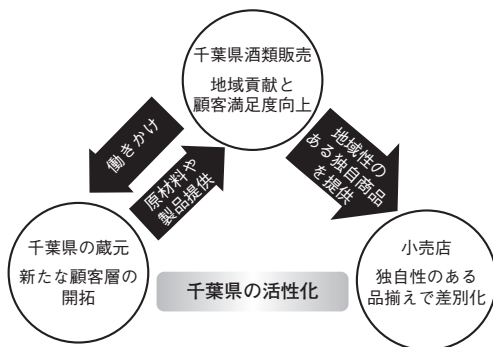 千葉県酒類販売
地域貢献と
顧客満足度向上
働きかけ
原材料や
製品提供
地域性の
ある独自商品
を提供
千葉県の蔵元
新たな顧客層の
開拓
千葉県の活性化
小売店
独自性のある
品揃えで差別化